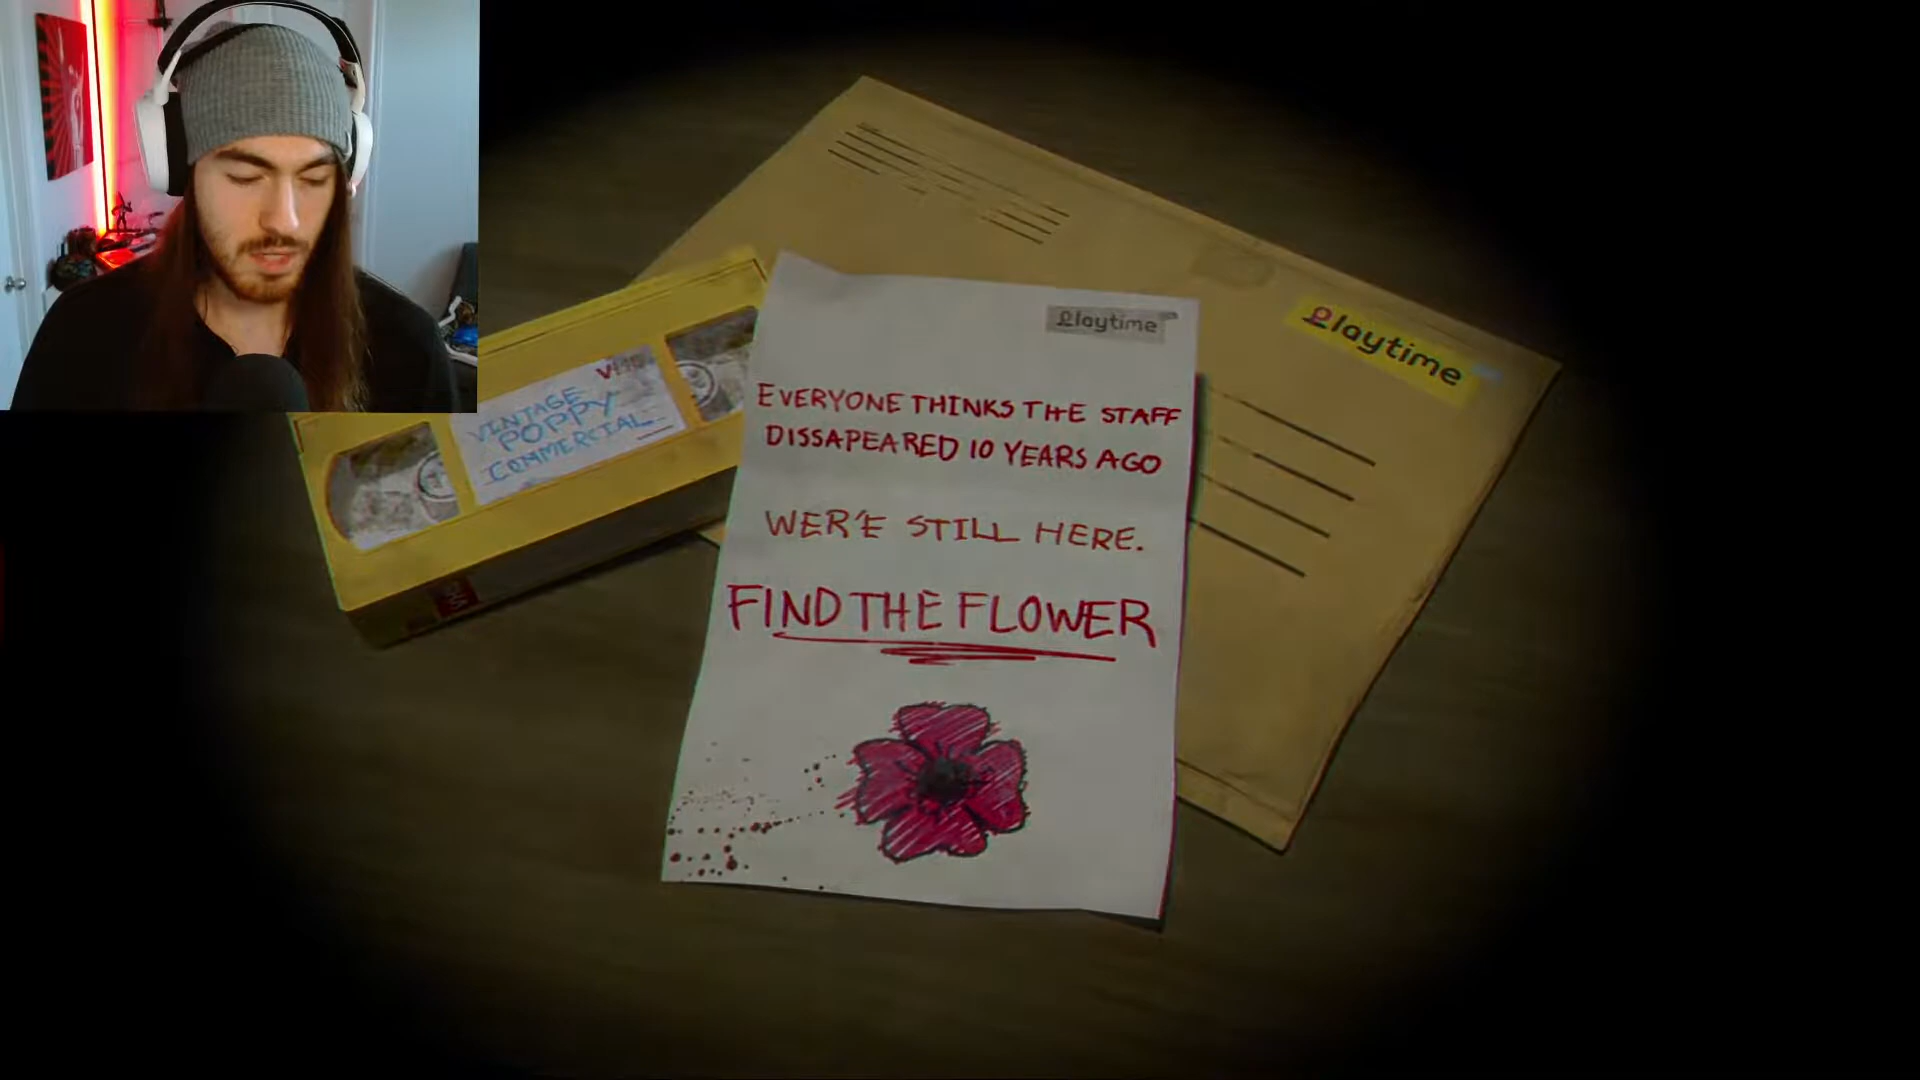 VINTAGE
POPPY
COMMERCIAL
Playtime
Playtime
EVERYONE THINKS THE STAFF
DISSAPEARED 10 YEARS AGO
WER'E STILL HERE.
FIND THE FLOWER